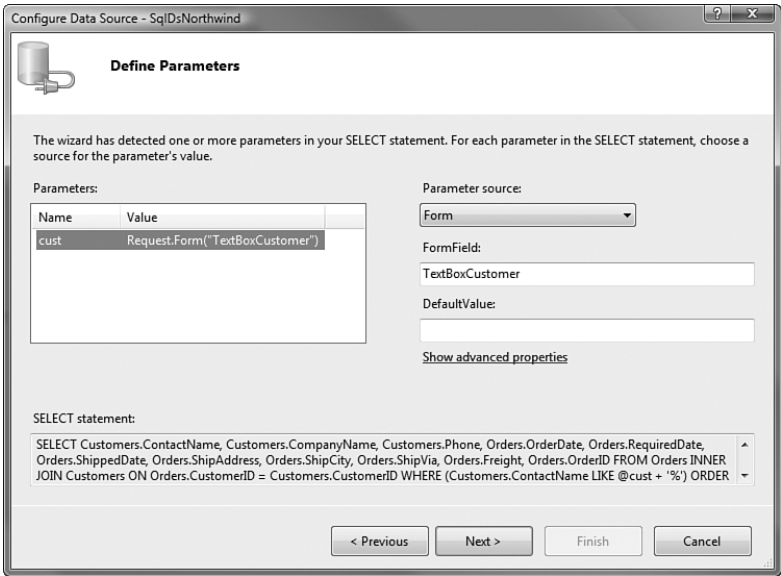 Configure Data Source - SqlDsNorthwind
Define Parameters
The wizard has detected one or more parameters in your SELECT statement. For each parameter in the SELECT statement, choose a
source for the parameter's value.
Parameters:
Name Value
cust Request.Form("TextBoxCustomer")
Parameter source:
Form
FormField:
TextBoxCustomer
DefaultValue:
Show advanced properties
SELECT statement:
SELECT Customers.ContactName, Customers.CompanyName, Customers.Phone, Orders.OrderDate, Orders.RequiredDate,
Orders.ShippedDate, Orders.ShipAddress, Orders.ShipCity, Orders.ShipVia, Orders.Freight, Orders.OrderID FROM Orders INNER
JOIN Customers ON Orders.CustomerID = Customers.CustomerID WHERE (Customers.ContactName LIKE @cust + '%') ORDER
< Previous Next > Finish Cancel